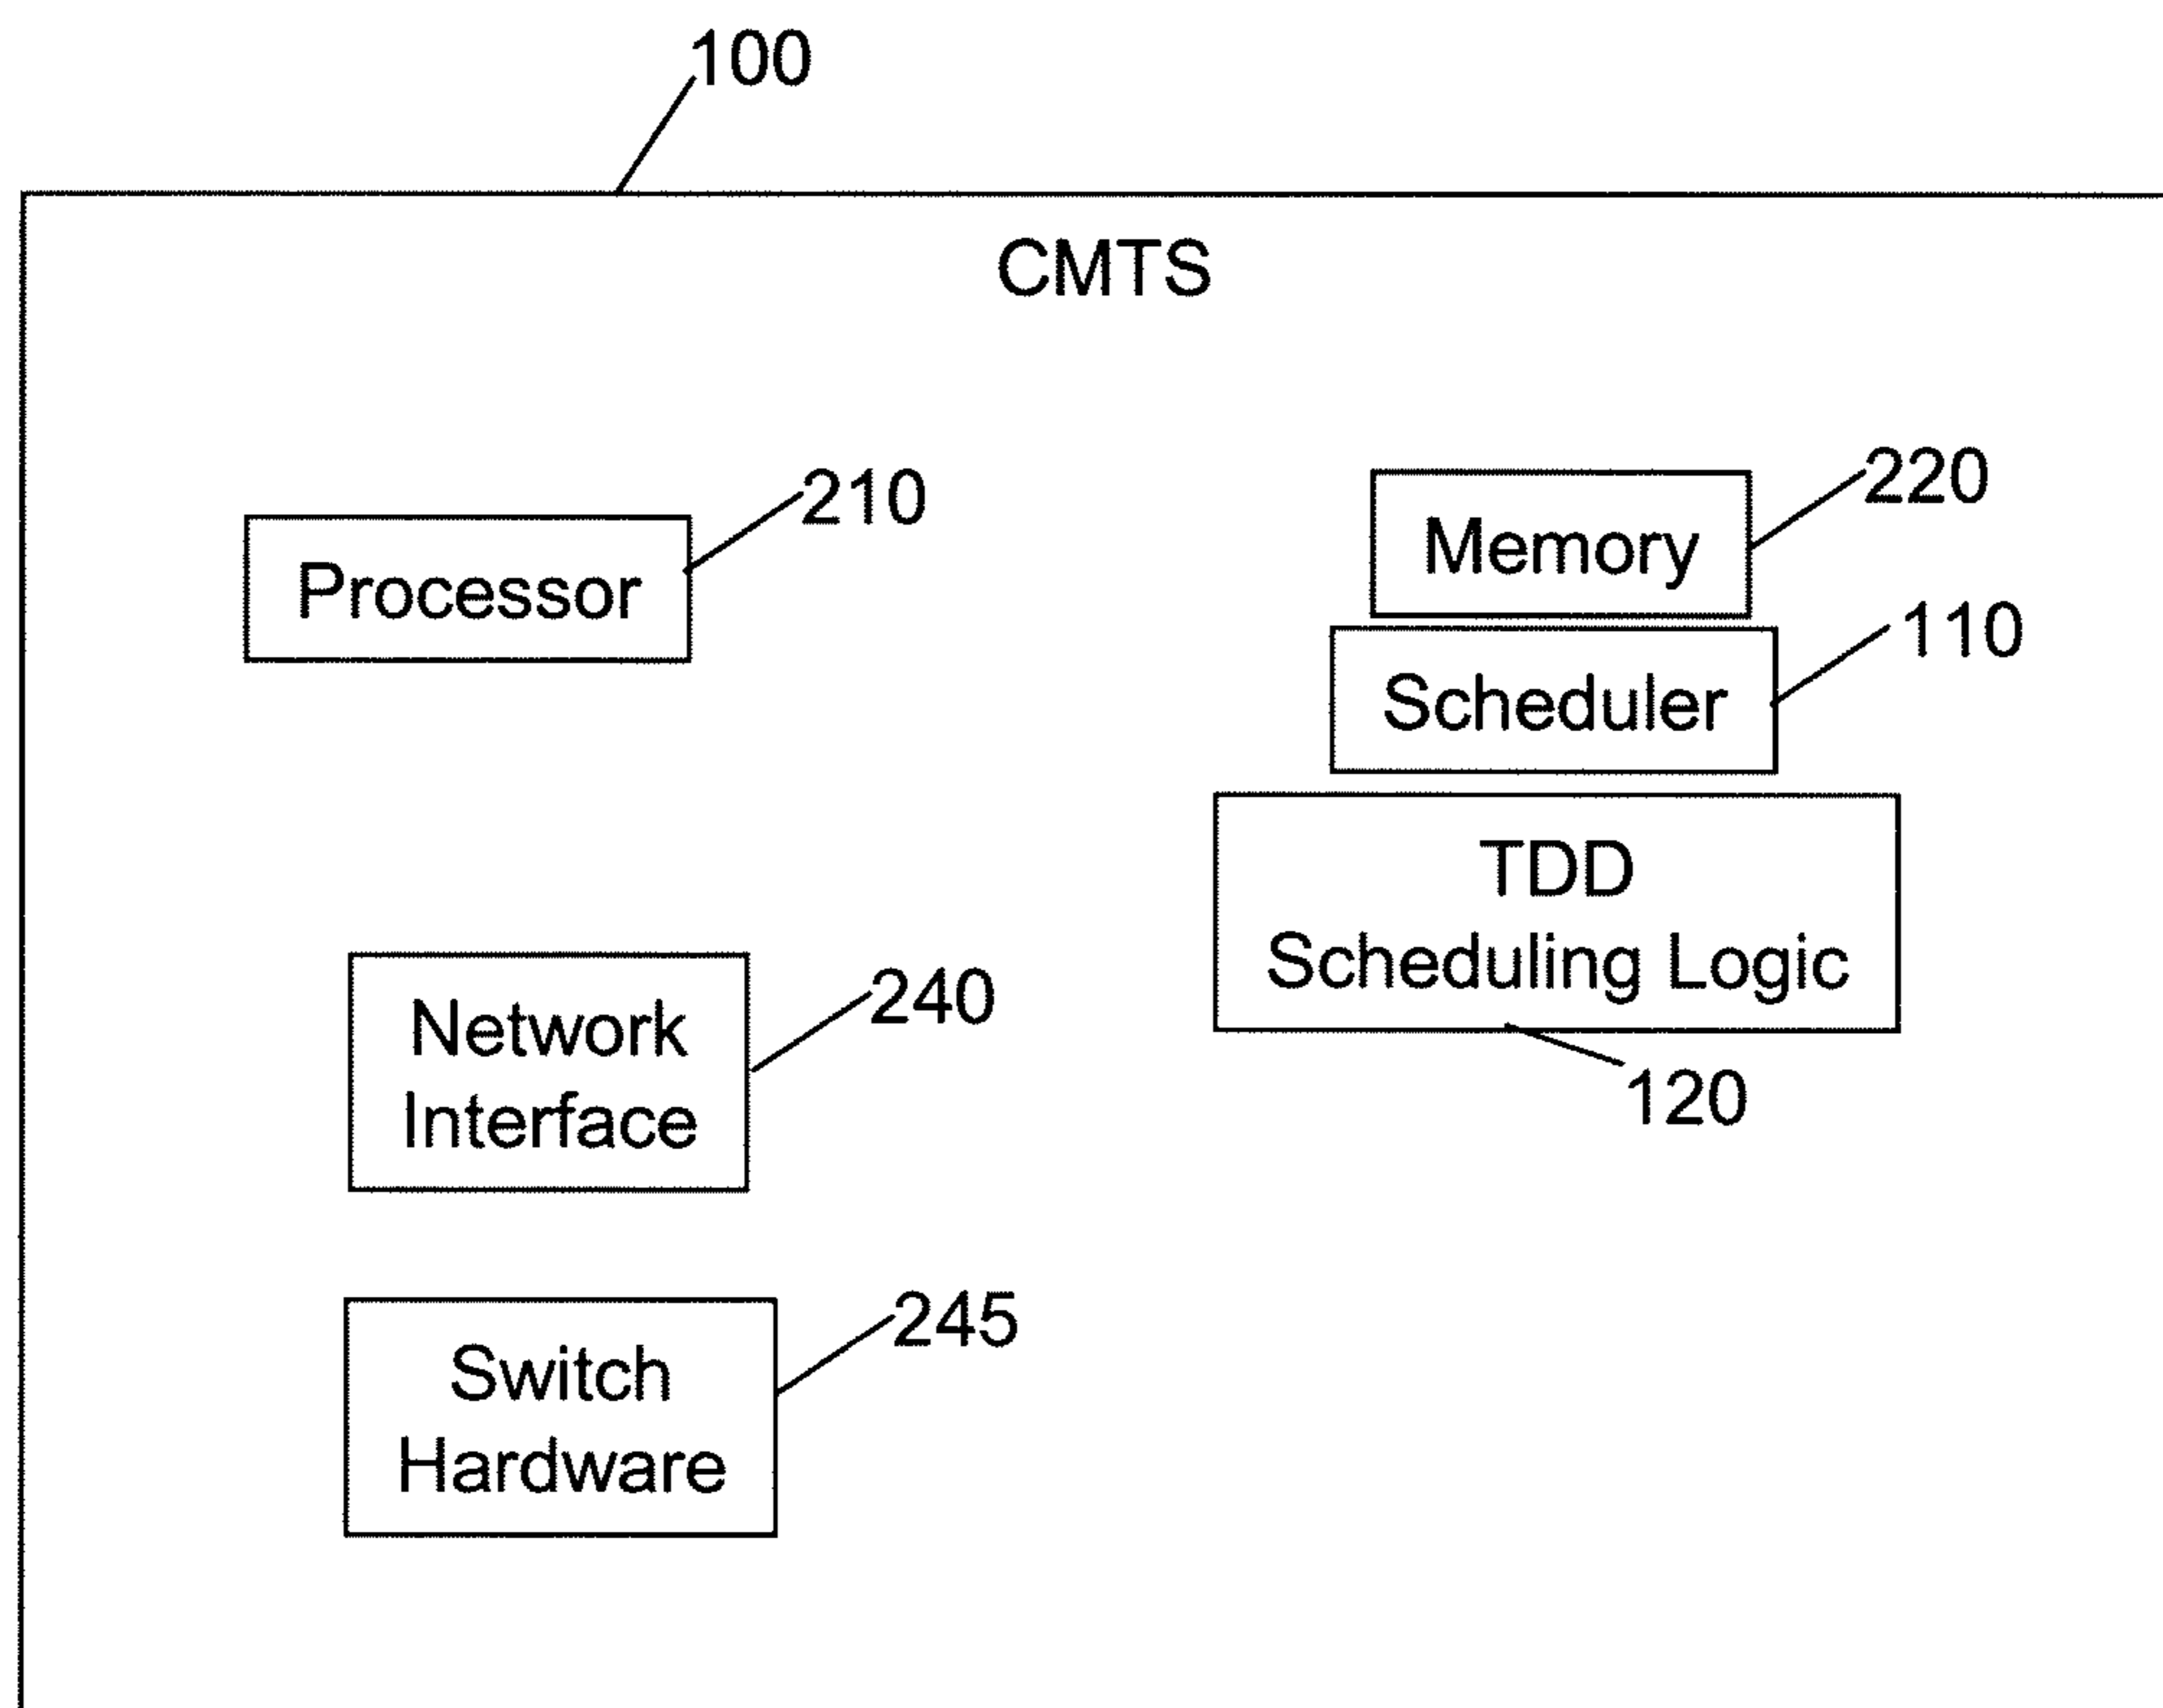 100
CMTS
210
Processor
220
Memory
110
Scheduler
TDD
Scheduling Logic
120
240
Network
Interface
245
Switch
Hardware